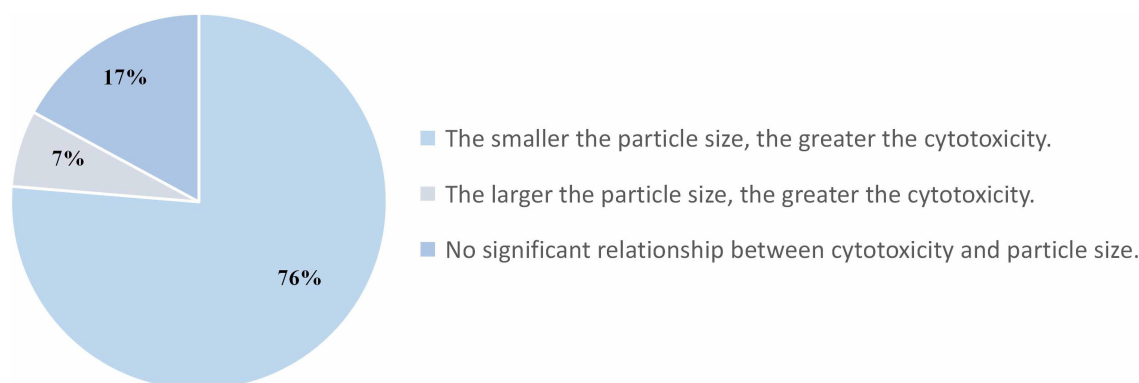 17%
7%
76%
The smaller the particle size, the greater the cytotoxicity.
The larger the particle size, the greater the cytotoxicity.
No significant relationship between cytotoxicity and particle size.